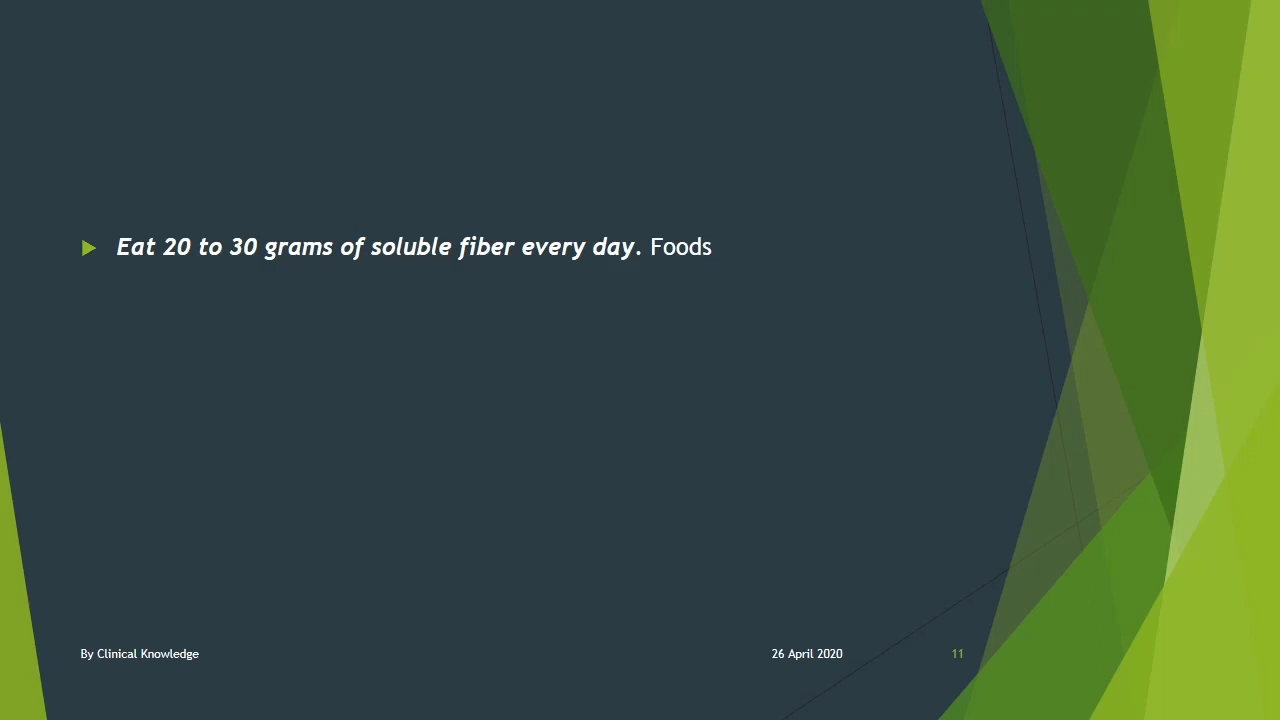 Eat 20 to 30 grams of soluble fiber every day. Foods
By Clinical Knowledge
26 April 2020
11